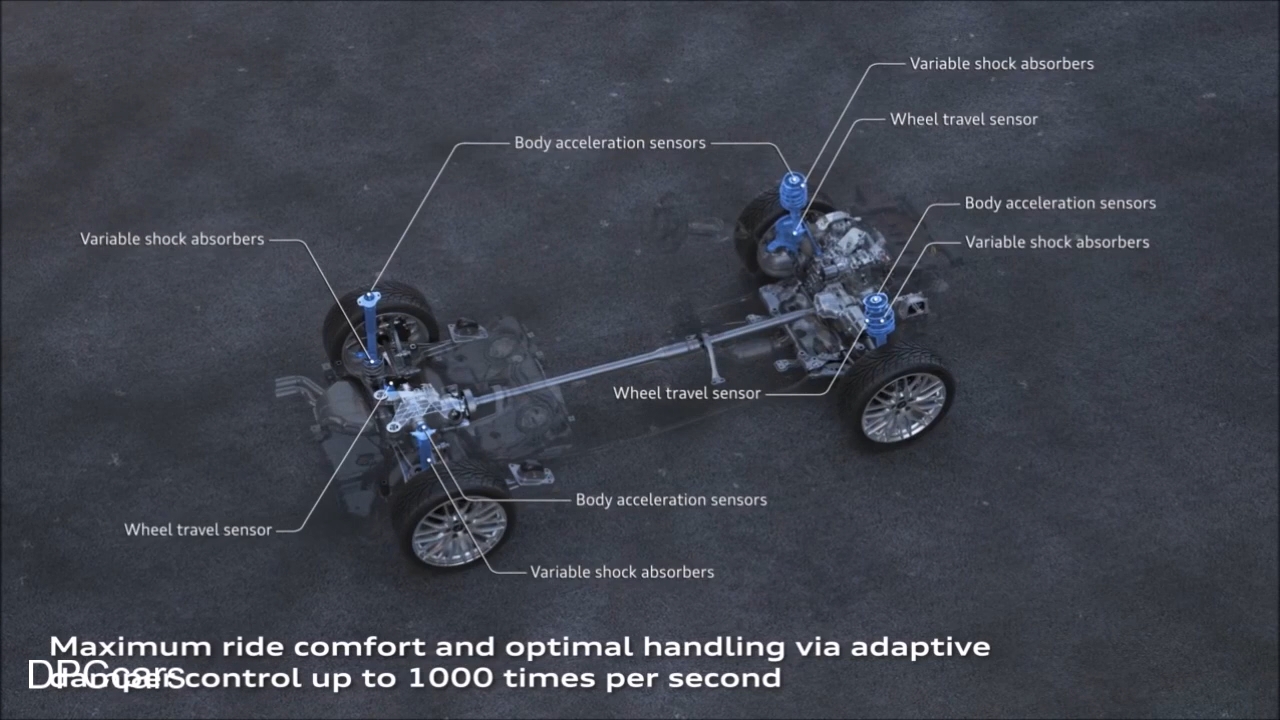 Variable shock absorbers
Wheel travel sensor
Body acceleration sensors
Body acceleration sensors
Variable shock absorbers
Variable shock absorbers
Wheel travel sensor
Body acceleration sensors
Wheel travel sensor
Variable shock absorbers
Maximum ride comfort and optimal handling via adaptive
damper control up to 1000 times per second
DPCcars